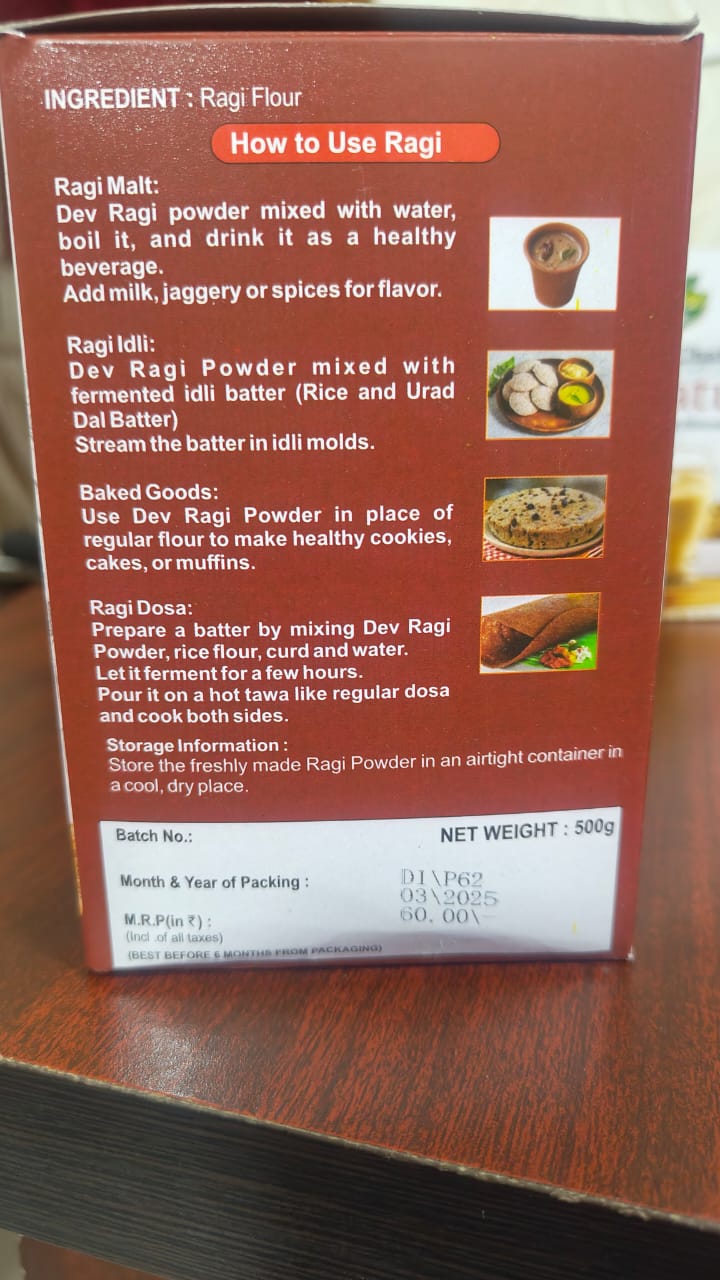 INGREDIENT : Ragi Flour
How to Use Ragi
Ragi Malt:
Dev Ragi powder mixed with water,
boil it, and drink it as a healthy
beverage.
Add milk, jaggery or spices for flavor.
Ragi Idli:
Dev Ragi Powder mixed with
fermented idli batter (Rice and Urad
Dal Batter)
Stream the batter in idli molds.
Baked Goods:
Use Dev Ragi Powder in place of
regular flour to make healthy cookies,
cakes, or muffins.
Ragi Dosa:
Prepare a batter by mixing Dev Ragi
Powder, rice flour, curd and water.
Let it ferment for a few hours.
Pour it on a hot tawa like regular dosa
and cook both sides.
Storage Information :
Store the freshly made Ragi Powder in an airtight container in
a cool, dry place.
Batch No.: NET WEIGHT : 500g
DI\P62
Month & Year of Packing : 03\2025
M.R.P(in ₹) : 60.00\-
(Incl .of all taxes)
(BEST BEFORE 6 MONTHS FROM PACKAGING)